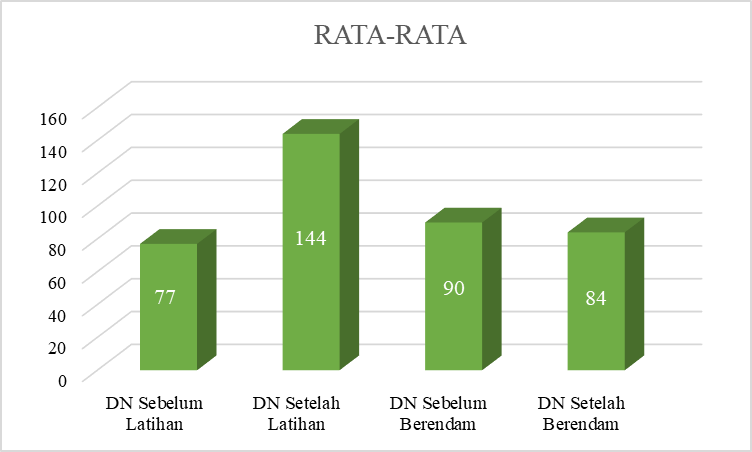 RATA-RATA
160
140
120
100
80
60
40
20
0
77
144
90
84
DN Sebelum
Latihan
DN Setelah
Latihan
DN Sebelum
Berendam
DN Setelah
Berendam